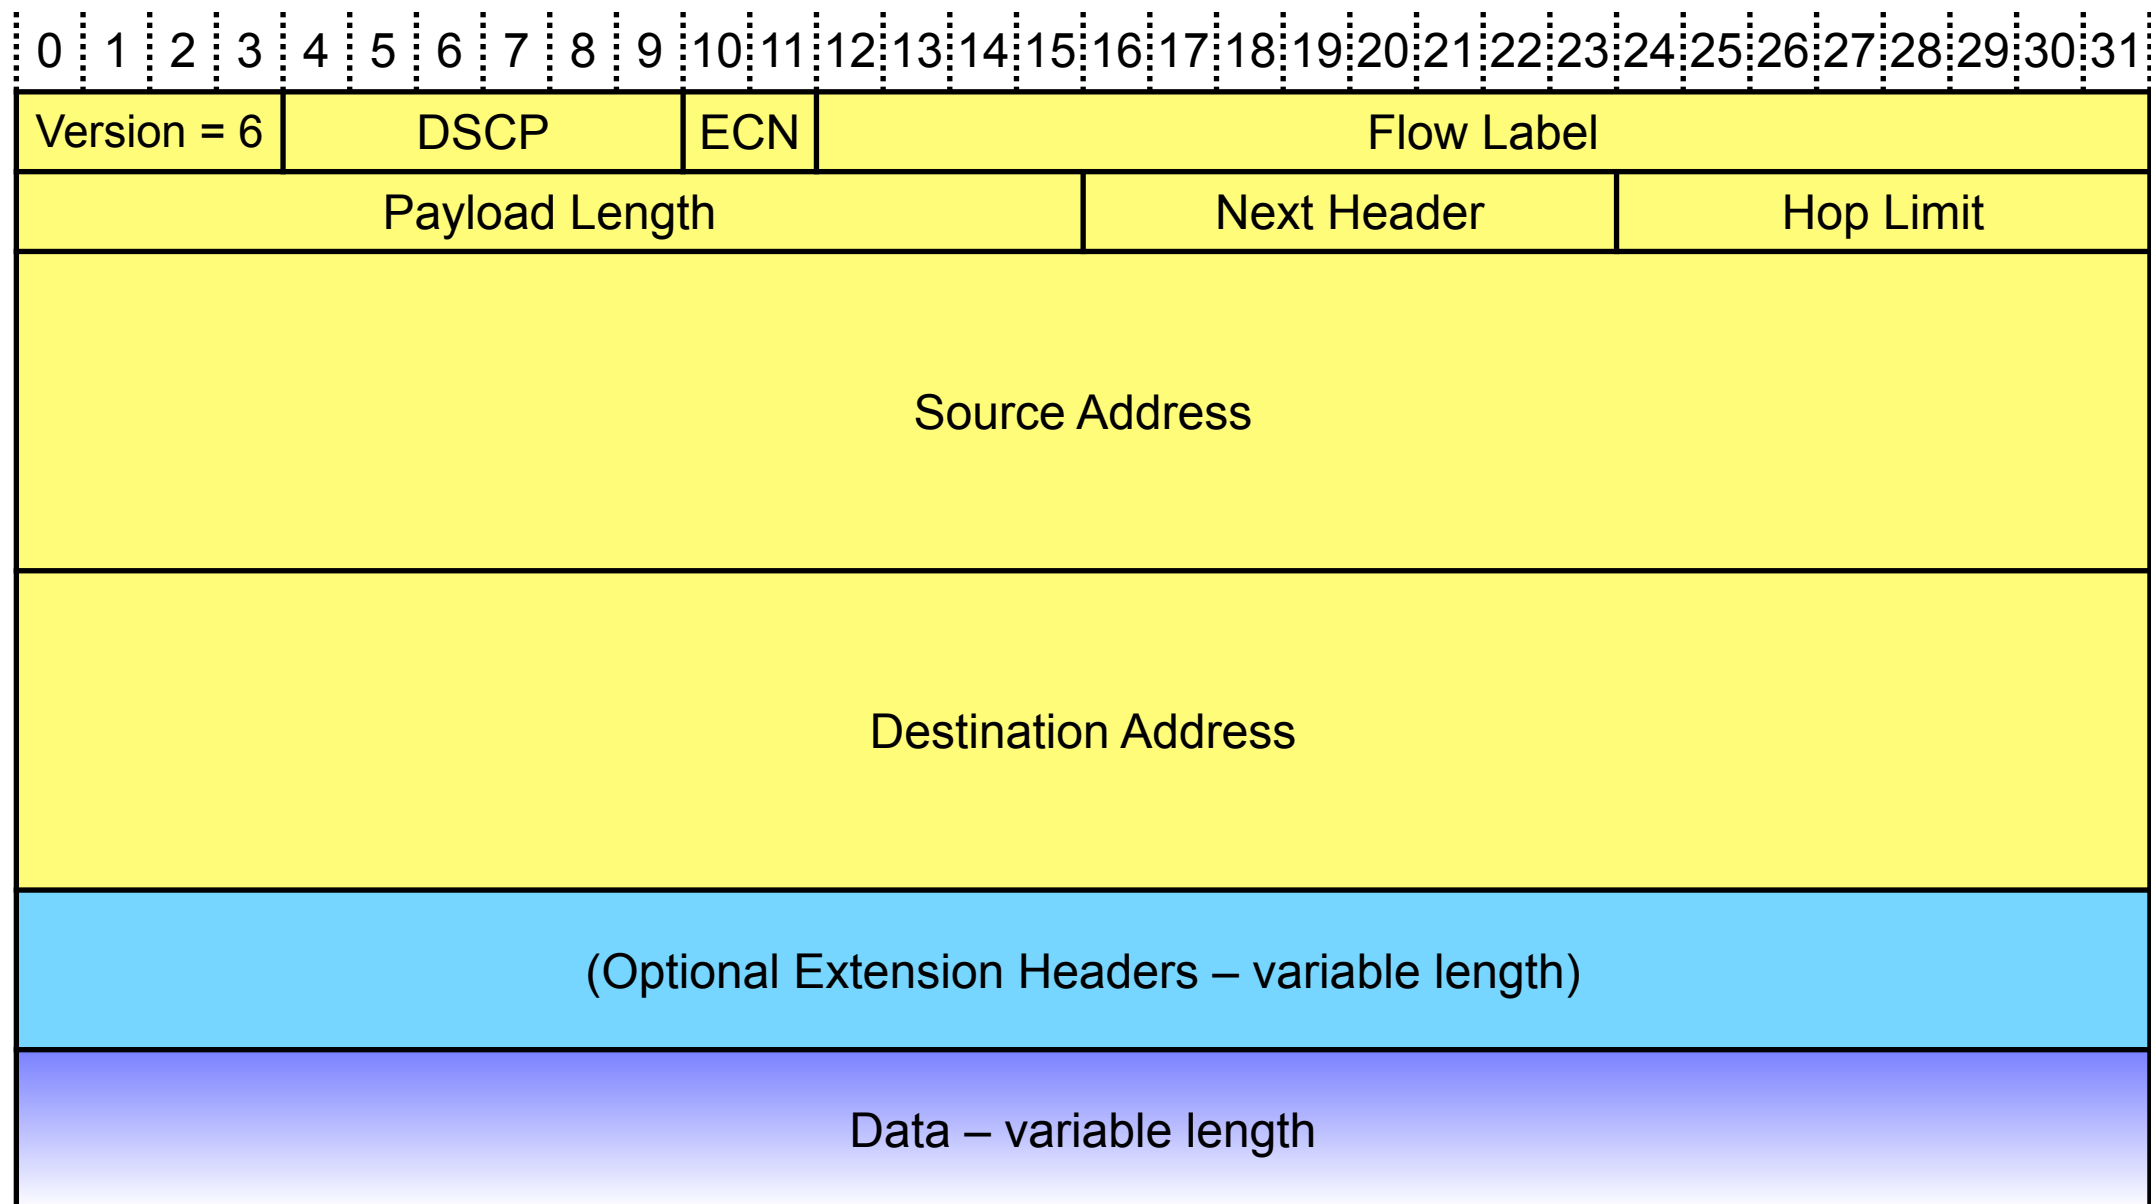 0 1 2 3 4 5 6 7 8 9 10 11 12 13 14 15 16 17 18 19 20 21 22 23 24 25 26 27 28 29 30 31
Version = 6 DSCP ECN Flow Label
Payload Length Next Header Hop Limit
Source Address
Destination Address
(Optional Extension Headers – variable length)
Data – variable length